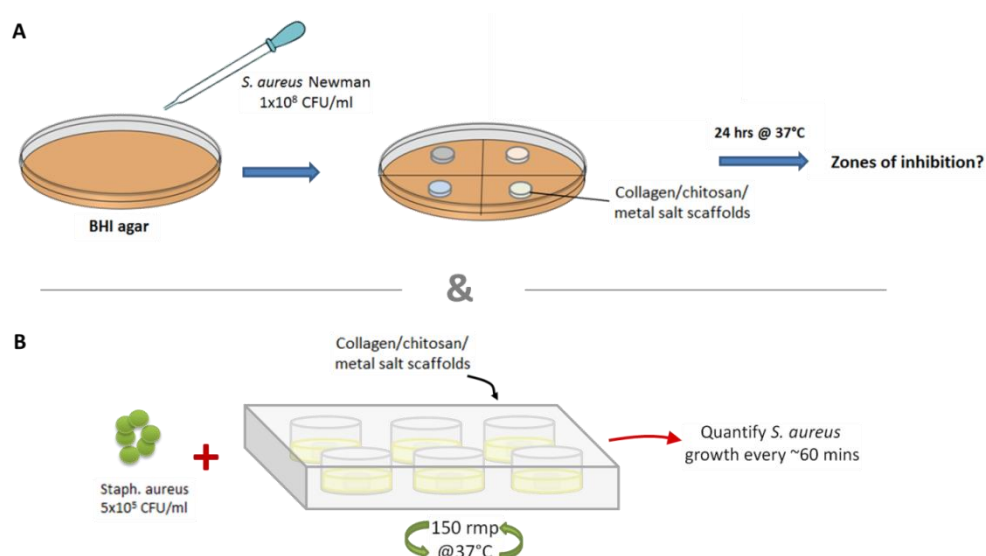 A
S. aureus Newman
1x10⁸ CFU/ml
BHI agar
24 hrs @ 37°C
Zones of inhibition?
Collagen/chitosan/
metal salt scaffolds
&
B
Collagen/chitosan/
metal salt scaffolds
Staph. aureus
5x10⁵ CFU/ml
+
Quantify S. aureus
growth every ~60 mins
150 rmp
@37°C